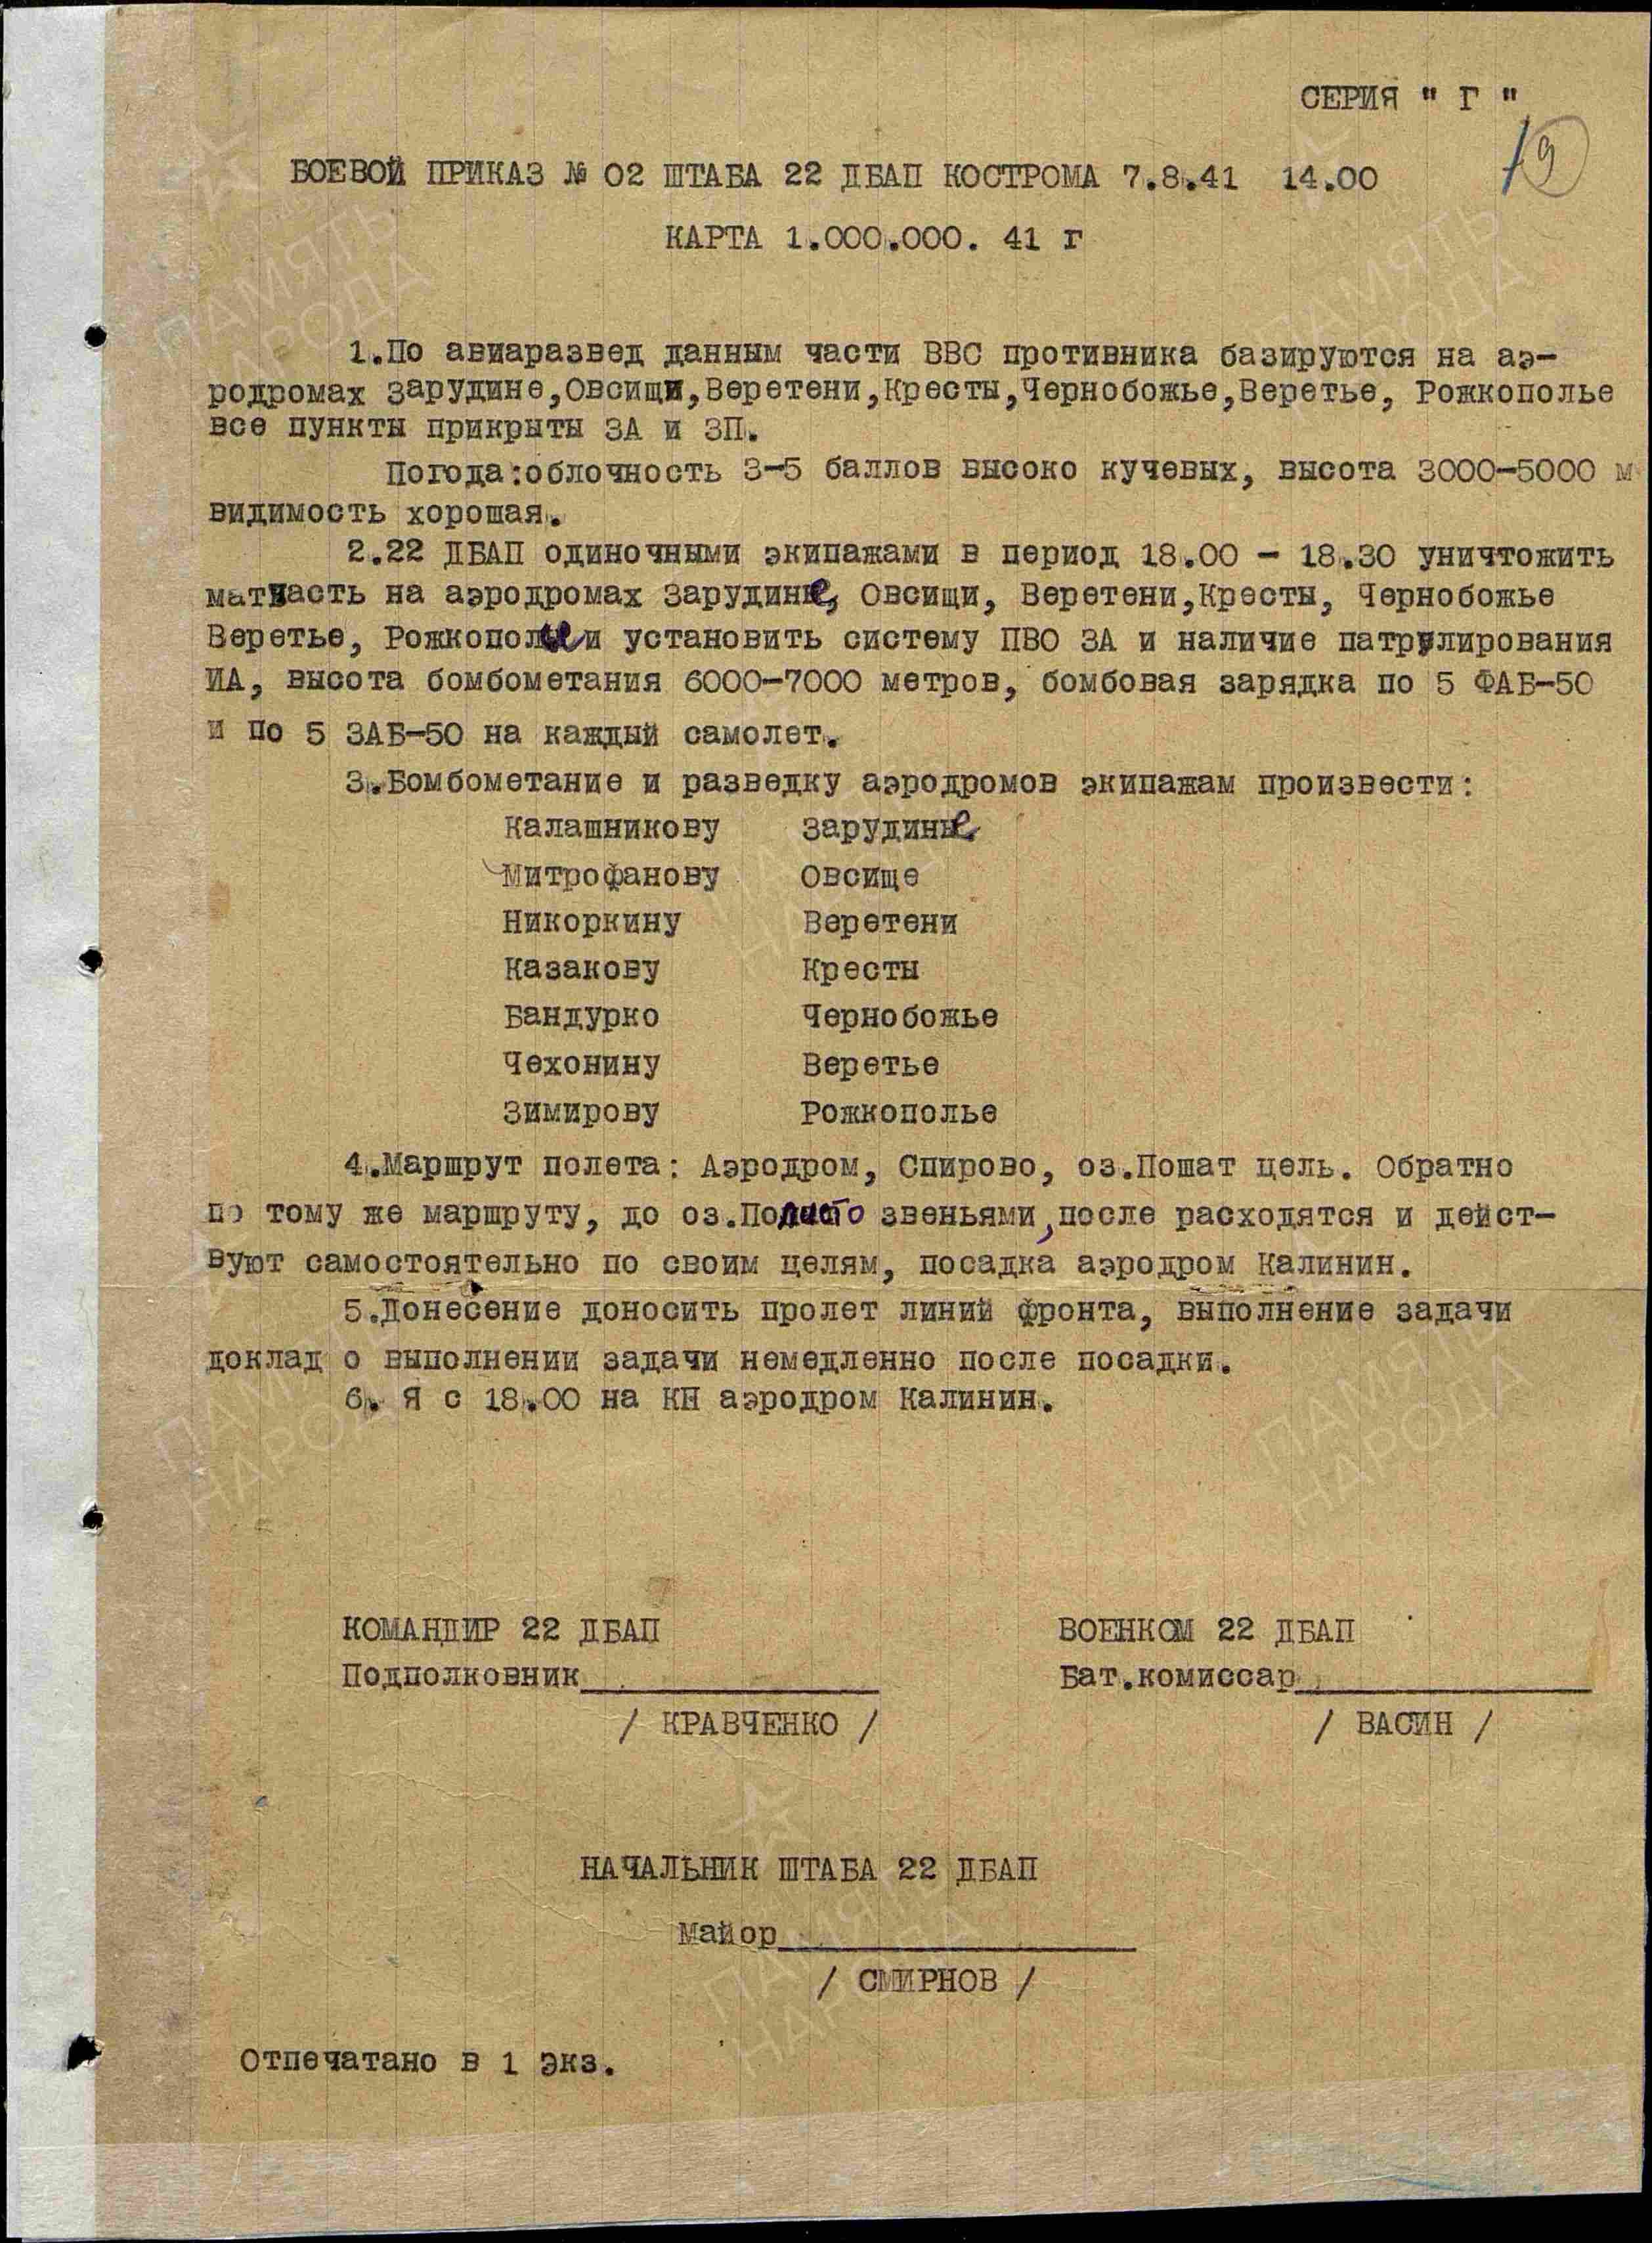 СЕРИЯ " Г "
19
БОЕВОЙ ПРИКАЗ № 02 ШТАБА 22 ДБАП КОСТРОМА 7.8.41 14.00
КАРТА 1.000.000. 41 г
1.По авиаразвед данным части ВВС противника базируются на аэ-
родромах Зарудине,Овсищи,Веретени,Кресты,Чернобожье,Веретье, Рожкополье
все пункты прикрыты ЗА и ЗП.
Погода:облочность 3-5 баллов высоко кучевых, высота 3000-5000 м
видимость хорошая.
2.22 ДБАП одиночными экипажами в период 18.00 - 18.30 уничтожить
матчасть на аэродромах Зарудине, Овсищи, Веретени,Кресты, Чернобожье
Веретье, Рожкополье и установить систему ПВО ЗА и наличие патрулирования
ИА, высота бомбометания 6000-7000 метров, бомбовая зарядка по 5 ФАБ-50
и по 5 ЗАБ-50 на каждый самолет.
3.Бомбометание и разведку аэродромов экипажам произвести:
Калашникову Зарудине
Митрофанову Овсище
Никоркину Веретени
Казакову Кресты
Бандурко Чернобожье
Чехонину Веретье
Зимирову Рожкополье
4.Маршрут полета: Аэродром, Спирово, оз.Пошат цель. Обратно
по тому же маршруту, до оз.Полисто звеньями, после расходятся и дейст-
вуют самостоятельно по своим целям, посадка аэродром Калинин.
5.Донесение доносить пролет линий фронта, выполнение задачи
доклад о выполнении задачи немедленно после посадки.
6. Я с 18.00 на КП аэродром Калинин.
КОМАНДИР 22 ДБАП ВОЕНКОМ 22 ДБАП
Подполковник Бат.комиссар
/ КРАВЧЕНКО / / ВАСИН /
НАЧАЛЬНИК ШТАБА 22 ДБАП
Майор
/ СМИРНОВ /
Отпечатано в 1 экз.
ПАМЯТЬ
НАРОДА